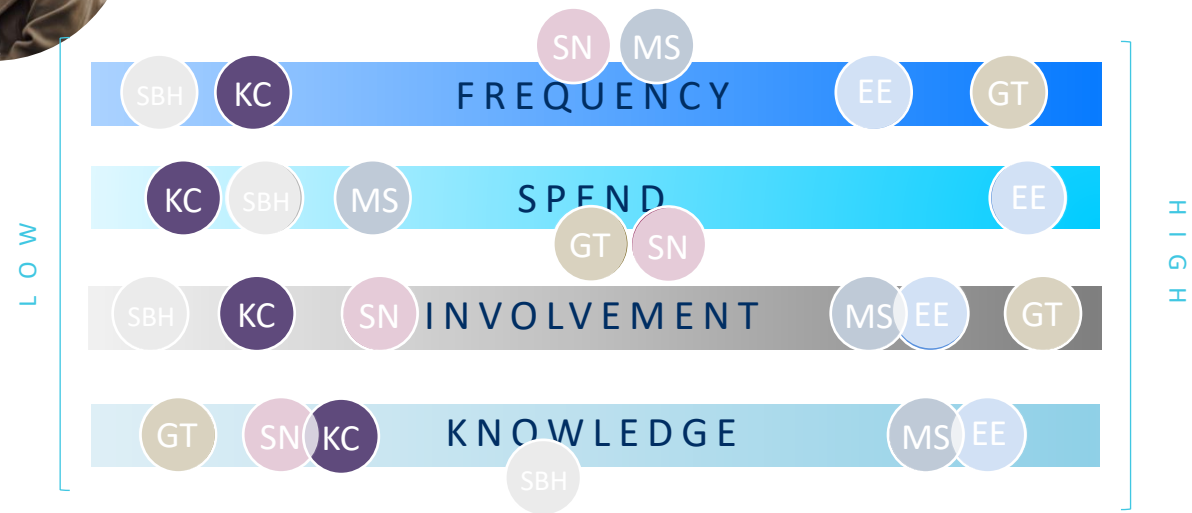 SN MS
SBH KC FREQUENCY EE GT
KC SBH MS SPEND EE
GT SN
LOW
HIGH
SBH KC SN INVOLVEMENT MS EE GT
GT SN KC KNOWLEDGE MS EE
SBH